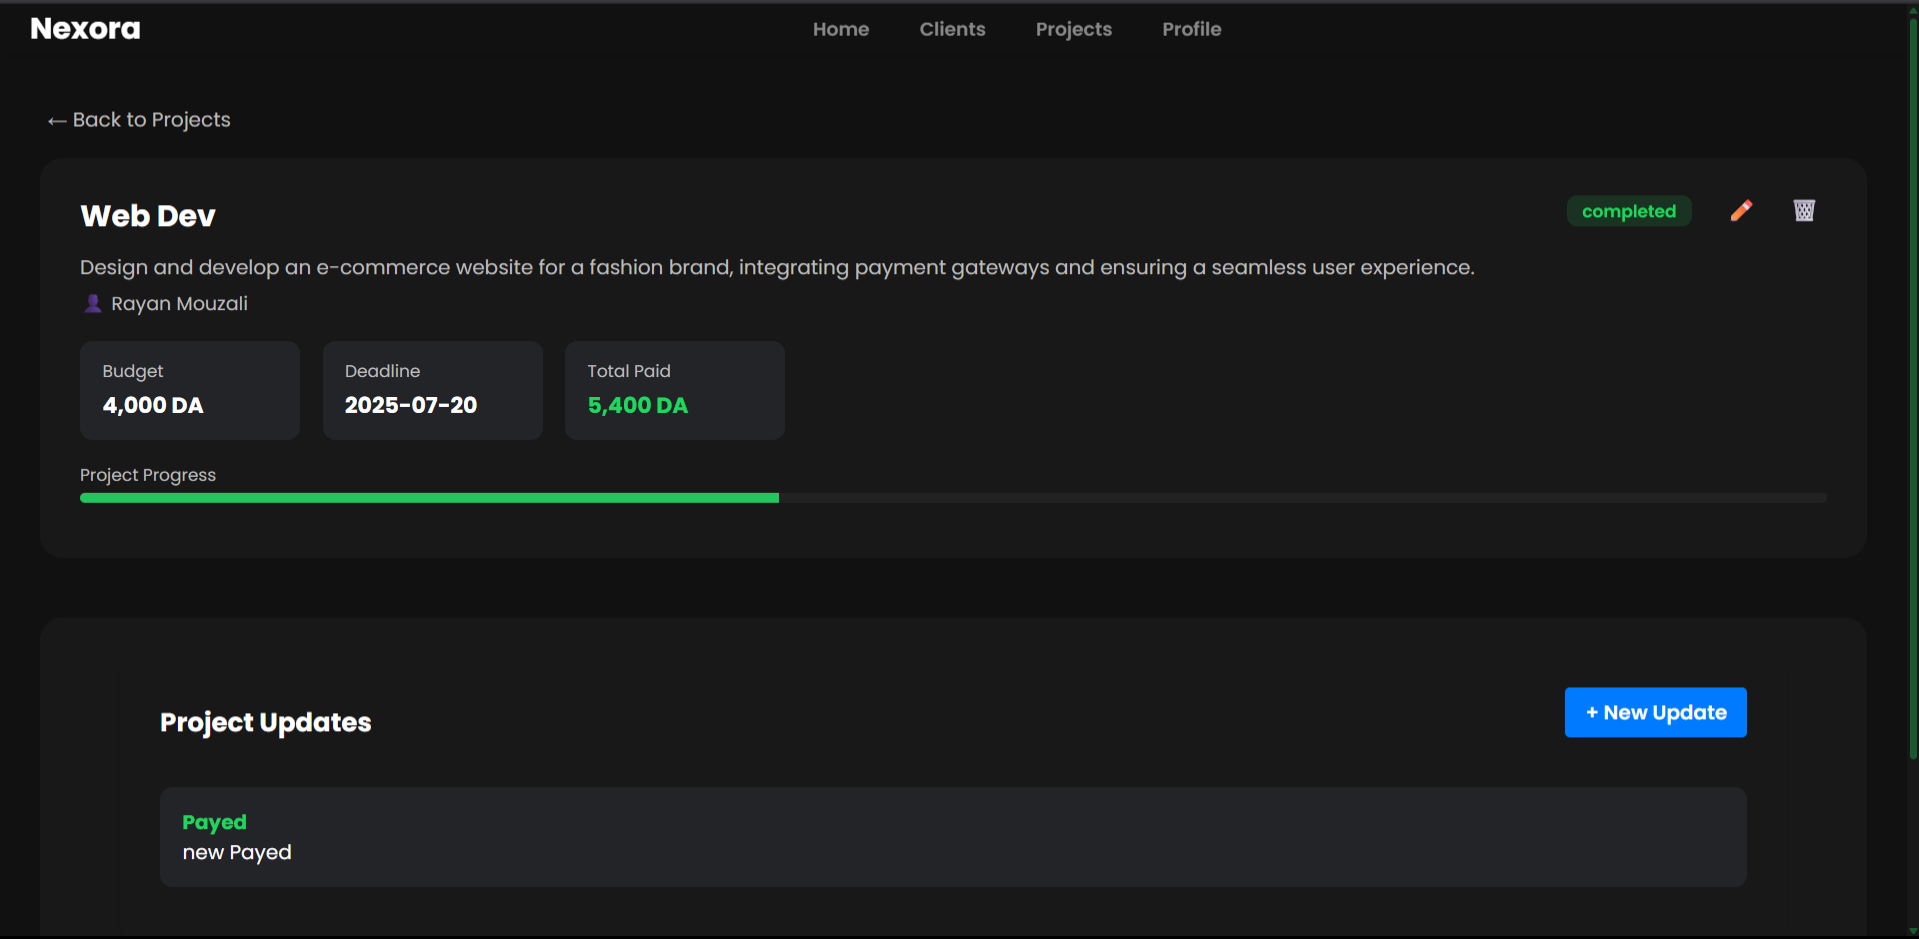 Nexora
Home Clients Projects Profile
← Back to Projects
Web Dev
completed
Design and develop an e-commerce website for a fashion brand, integrating payment gateways and ensuring a seamless user experience.
Rayan Mouzali
Budget Deadline Total Paid
4,000 DA 2025-07-20 5,400 DA
Project Progress
Project Updates
+ New Update
Payed
new Payed